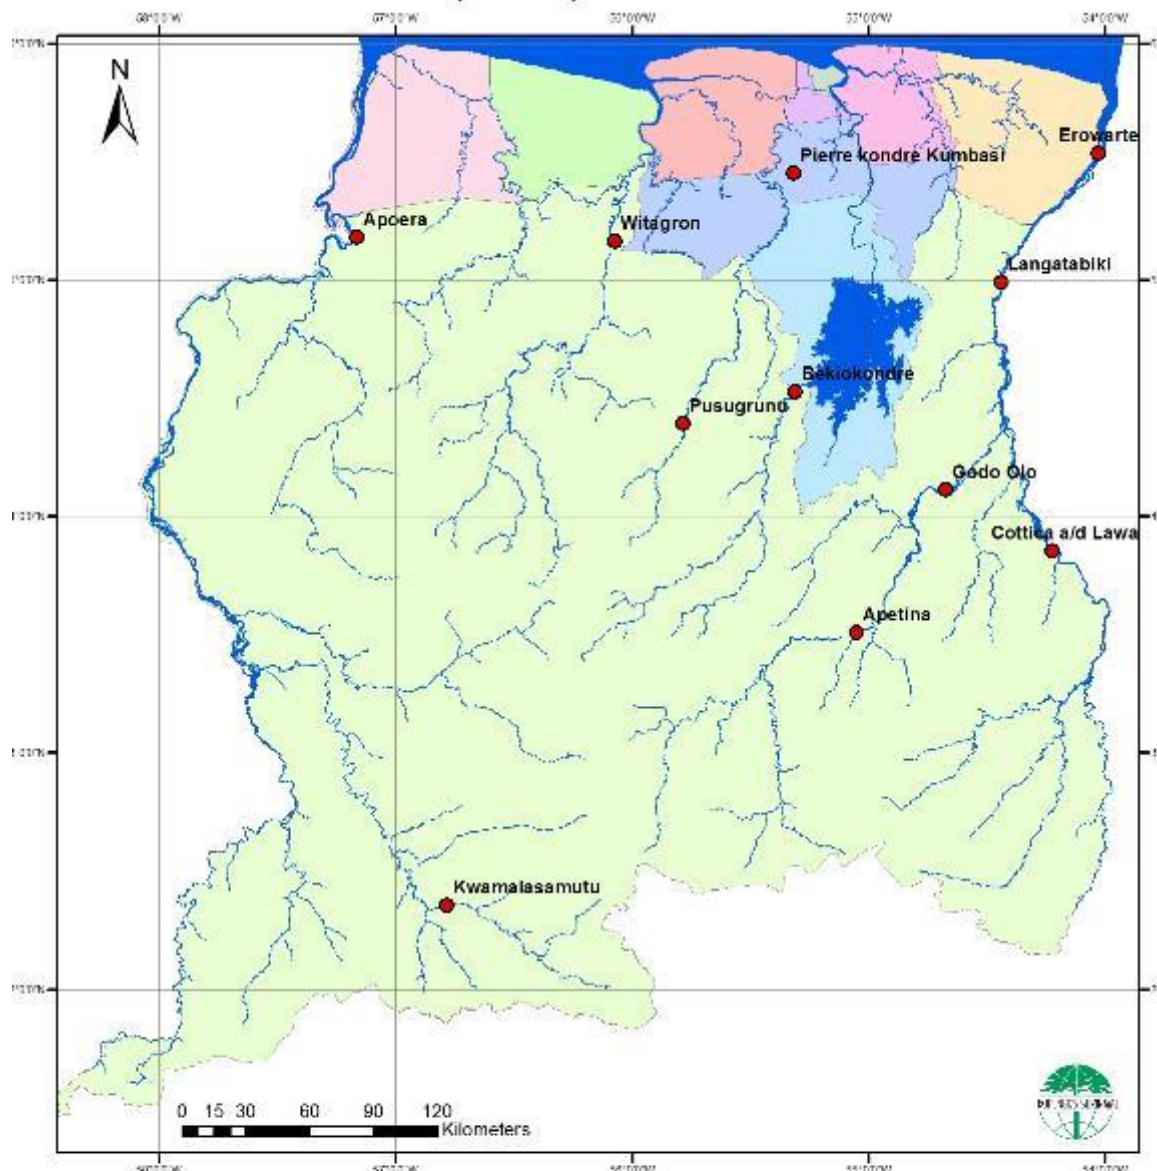 N
Erowarte
Pierre kondre Kumbasi
Apoera
Witagron
Langatabiki
Bekiokondre
Pusugrunu
Godo Olo
Cottica a/d Lawa
Apetina
Kwamalasamutu
0 15 30 60 90 120
Kilometers